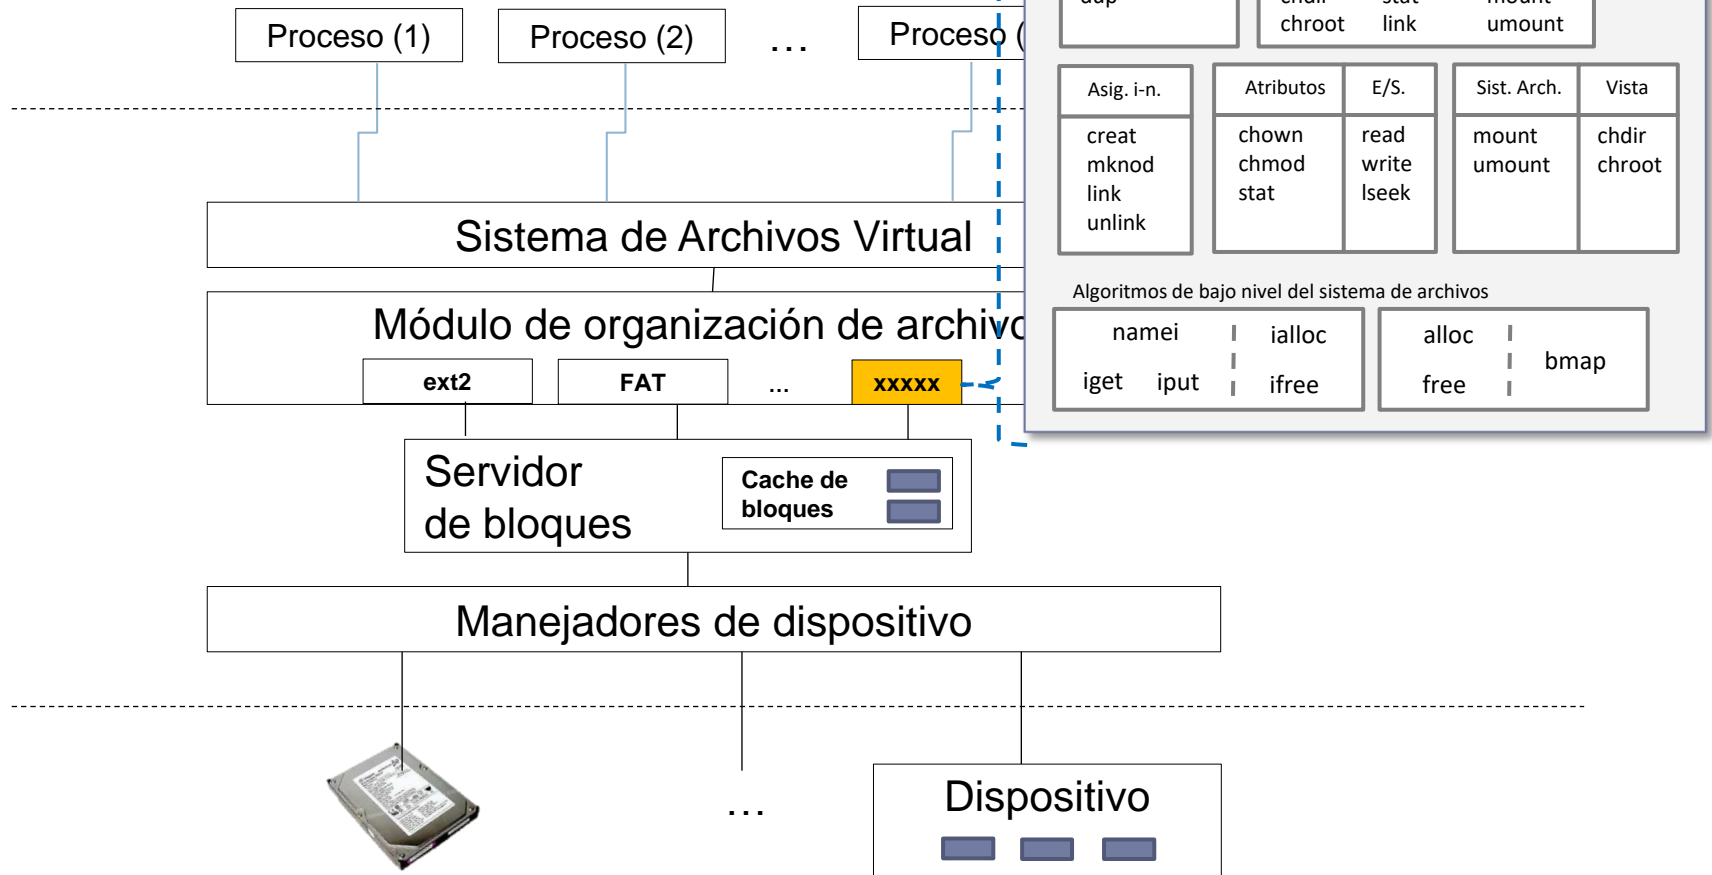 Proceso (1)
Proceso (2)
...
Proceso (
chroot
link
umount
Asig. i-n.
creat
mknod
link
unlink
Atributos
chown
chmod
stat
E/S.
read
write
lseek
Sist. Arch.
mount
umount
Vista
chdir
chroot
Sistema de Archivos Virtual
Módulo de organización de archivo
ext2
FAT
...
xxxxx
Algoritmos de bajo nivel del sistema de archivos
namei
iget iput
ialloc
ifree
alloc
free
bmap
Servidor
de bloques
Cache de
bloques
Manejadores de dispositivo
...
Dispositivo